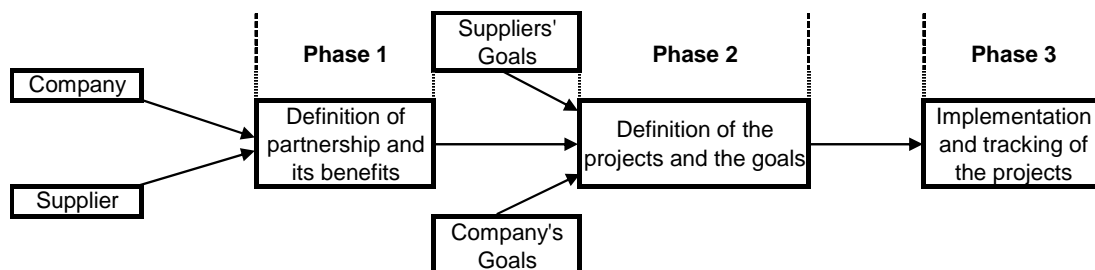 Phase 1
Suppliers'
Goals
Phase 2
Phase 3
Company
Supplier
Definition of
partnership and
its benefits
Definition of the
projects and the goals
Implementation
and tracking of
the projects
Company's
Goals